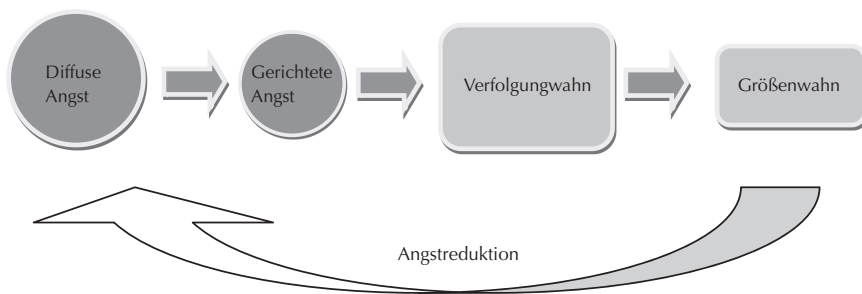 Diffuse
Angst
Gerichtete
Angst
Verfolgungwahn
Größenwahn
Angstreduktion